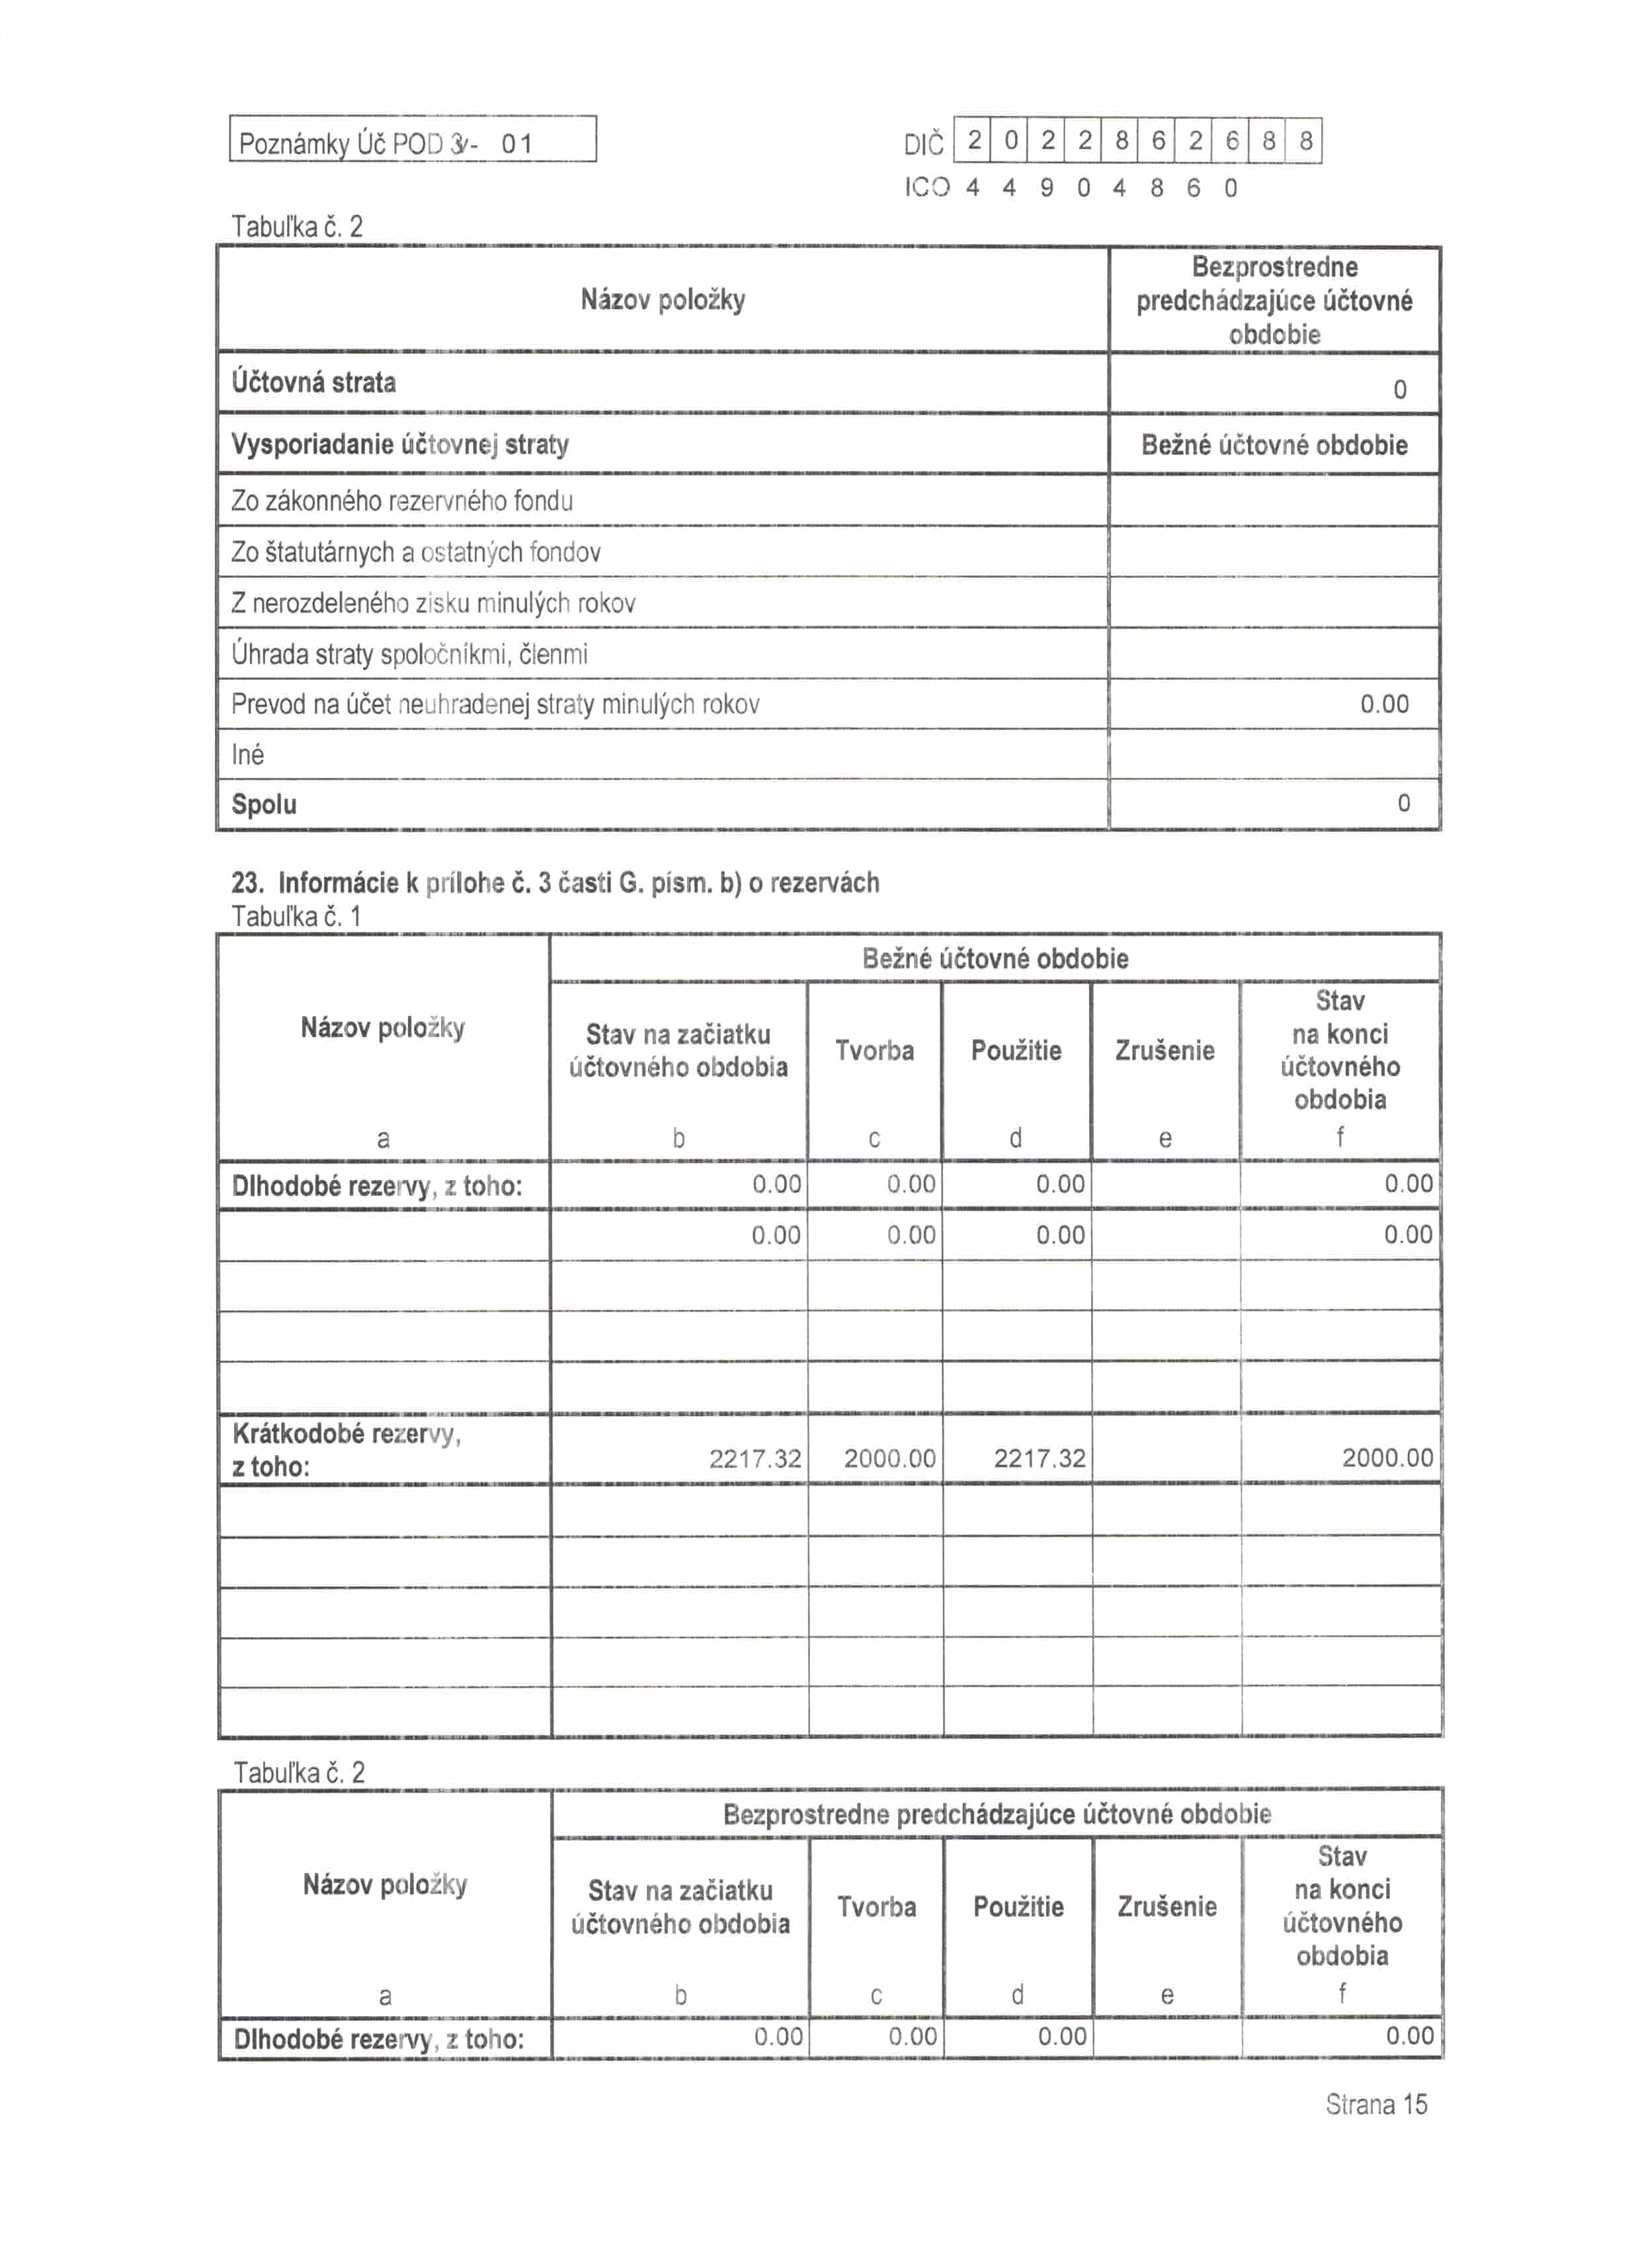 Poznámky Úč POD 3- 01
DIČ 2 0 2 2 8 6 2 6 8 8
ICO 4 4 9 0 4 8 6 0
Tabuľka č. 2
Názov položky
Bezprostredne
predchádzajúce účtovné
obdobie
Účtovná strata 0
Vysporiadanie účtovnej straty Bežné účtovné obdobie
Zo zákonného rezervného fondu
Zo štatutárnych a ostatných fondov
Z nerozdeleného zisku minulých rokov
Úhrada straty spoločníkmi, členmi
Prevod na účet neuhradenej straty minulých rokov 0.00
Iné
Spolu 0
23. Informácie k prílohe č. 3 časti G. písm. b) o rezervách
Tabuľka č. 1
Bežné účtovné obdobie
Názov položky
Stav na začiatku
účtovného obdobia
Tvorba
Použitie
Zrušenie
Stav
na konci
účtovného
obdobia
a b c d e f
Dlhodobé rezervy, z toho: 0.00 0.00 0.00 0.00
0.00 0.00 0.00 0.00
Krátkodobé rezervy,
z toho: 2217.32 2000.00 2217.32 2000.00
Tabuľka č. 2
Bezprostredne predchádzajúce účtovné obdobie
Názov položky
Stav na začiatku
účtovného obdobia
Tvorba
Použitie
Zrušenie
Stav
na konci
účtovného
obdobia
a b c d e f
Dlhodobé rezervy, z toho: 0.00 0.00 0.00 0.00
Strana 15